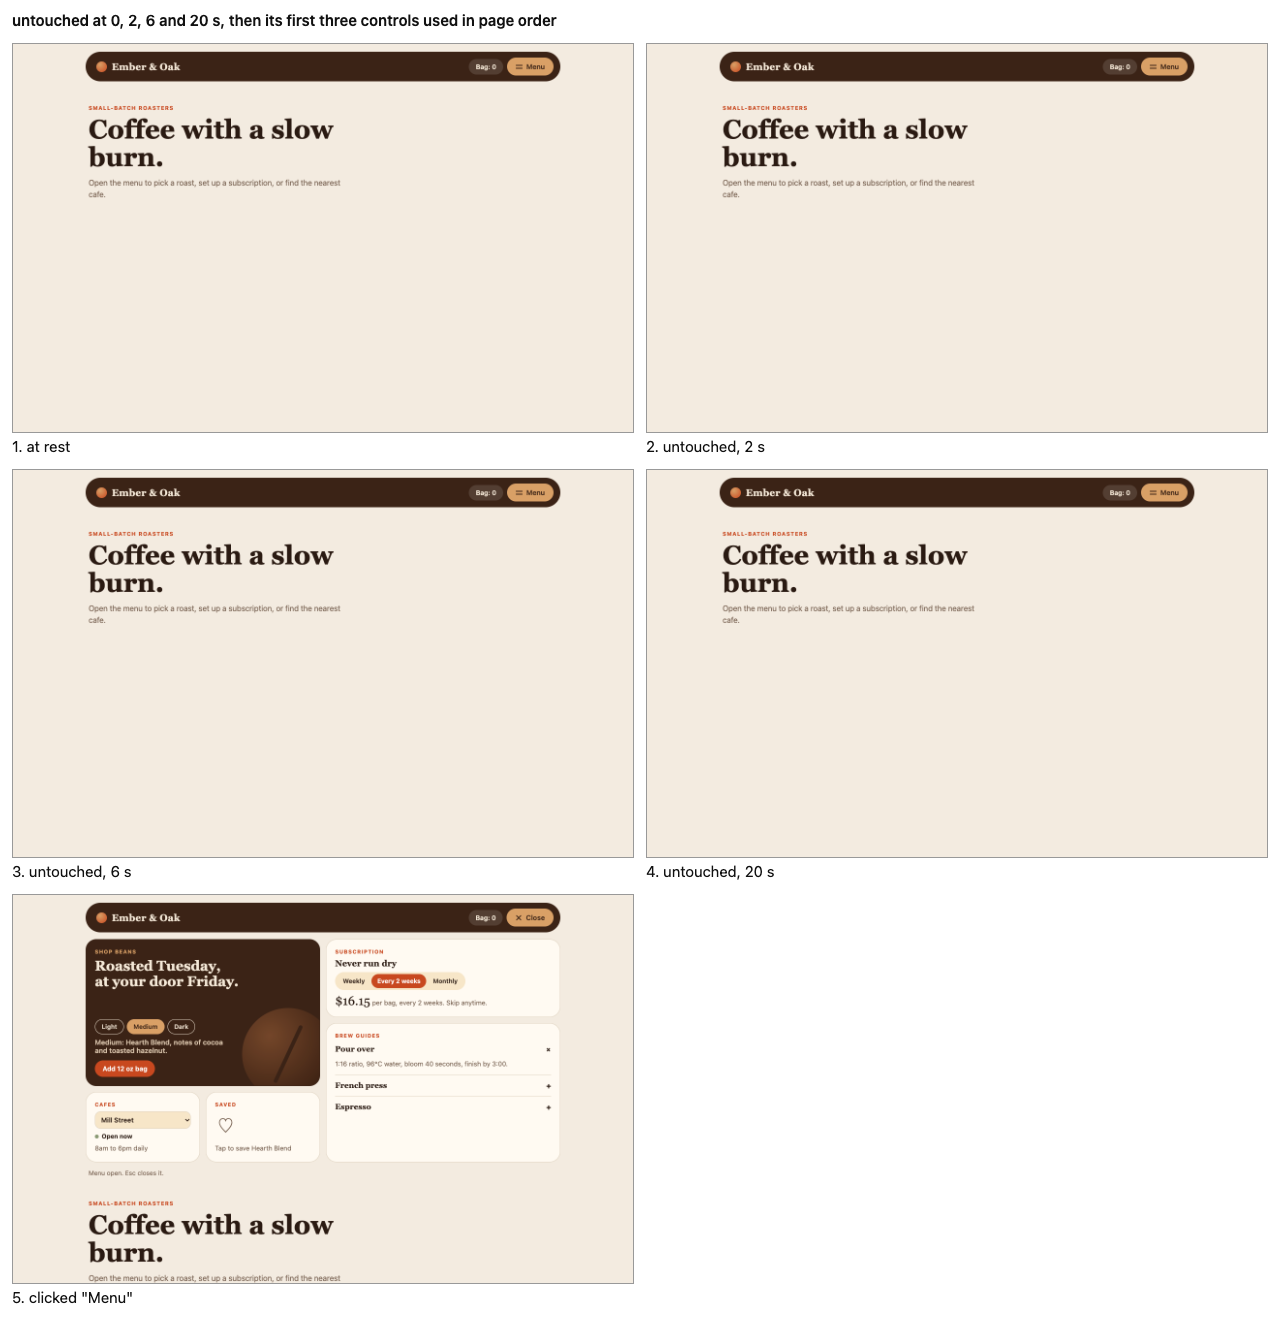 untouched at 0, 2, 6 and 20 s, then its first three controls used in page order
Ember & Oak
Bag: 0
Menu
SMALL-BATCH ROASTERS
Coffee with a slow
burn.
Open the menu to pick a roast, set up a subscription, or find the nearest
cafe.
1. at rest
Ember & Oak
Bag: 0
Menu
SMALL-BATCH ROASTERS
Coffee with a slow
burn.
Open the menu to pick a roast, set up a subscription, or find the nearest
cafe.
2. untouched, 2 s
Ember & Oak
Bag: 0
Menu
SMALL-BATCH ROASTERS
Coffee with a slow
burn.
Open the menu to pick a roast, set up a subscription, or find the nearest
cafe.
3. untouched, 6 s
Ember & Oak
Bag: 0
Menu
SMALL-BATCH ROASTERS
Coffee with a slow
burn.
Open the menu to pick a roast, set up a subscription, or find the nearest
cafe.
4. untouched, 20 s
Ember & Oak
Bag: 0
Close
SHOP BEANS
Roasted Tuesday,
at your door Friday.
Light
Medium
Dark
Medium: Hearth Blend, notes of cocoa
and toasted hazelnut.
Add 12 oz bag
SUBSCRIPTION
Never run dry
Weekly
Every 2 weeks
Monthly
$16.15 per bag, every 2 weeks. Skip anytime.
BREW GUIDES
Pour over
1:16 ratio, 96°C water, bloom 40 seconds, finish by 3:00.
French press
Espresso
CAFES
Mill Street
Open now
8am to 6pm daily
SAVED
Tap to save Hearth Blend
Menu open. Esc closes it.
SMALL-BATCH ROASTERS
Coffee with a slow
burn.
Open the menu to pick a roast, set up a subscription, or find the nearest
5. clicked "Menu"